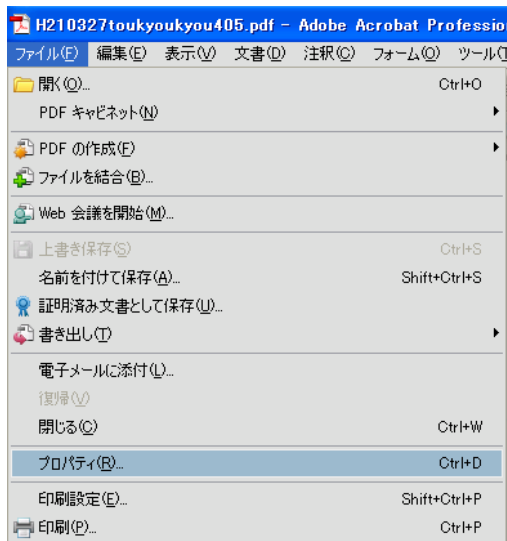 H210327toukyoukyou405.pdf - Adobe Acrobat Professio
ファイル(F) 編集(E) 表示(V) 文書(D) 注釈(C) フォーム(O) ツール(T
開く(O)... Ctrl+O
PDF キャビネット(N)
PDF の作成(F)
ファイルを結合(B)...
Web 会議を開始(M)...
上書き保存(S) Ctrl+S
名前を付けて保存(A)... Shift+Ctrl+S
証明済み文書として保存(U)...
書き出し(T)
電子メールに添付(L)...
復帰(V)
閉じる(C) Ctrl+W
プロパティ(R)... Ctrl+D
印刷設定(E)... Shift+Ctrl+P
印刷(P)... Ctrl+P